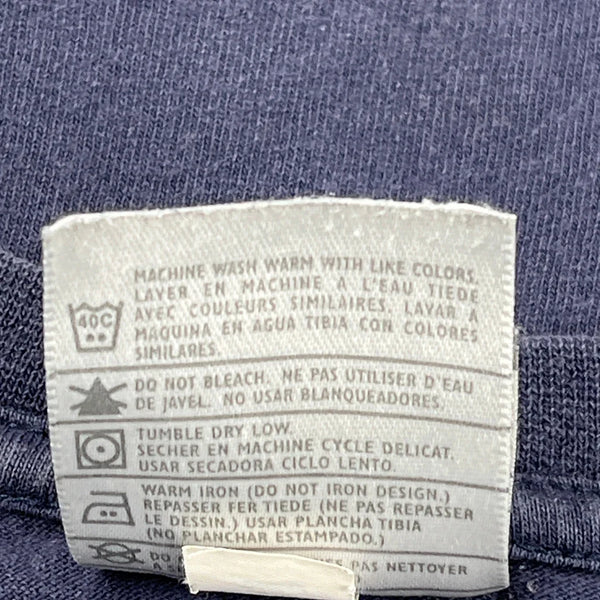 MACHINE WASH WARM WITH LIKE COLORS.
LAVER EN MACHINE À L'EAU TIEDE
AVEC COULEURS SIMILAIRES. LAVAR A
MAQUINA EN AGUA TIBIA CON COLORES
SIMILARES.
40C
DO NOT BLEACH. NE PAS UTILISER D'EAU
DE JAVEL. NO USAR BLANQUEADORES.
TUMBLE DRY LOW.
SECHER EN MACHINE CYCLE DELICAT.
USAR SECADORA CICLO LENTO.
WARM IRON (DO NOT IRON DESIGN.)
REPASSER FER TIEDE (NE PAS REPASSER
LE DESSIN.) USAR PLANCHA TIBIA
(NO PLANCHAR ESTAMPADO.)
DO PAS NETTOYER
A S